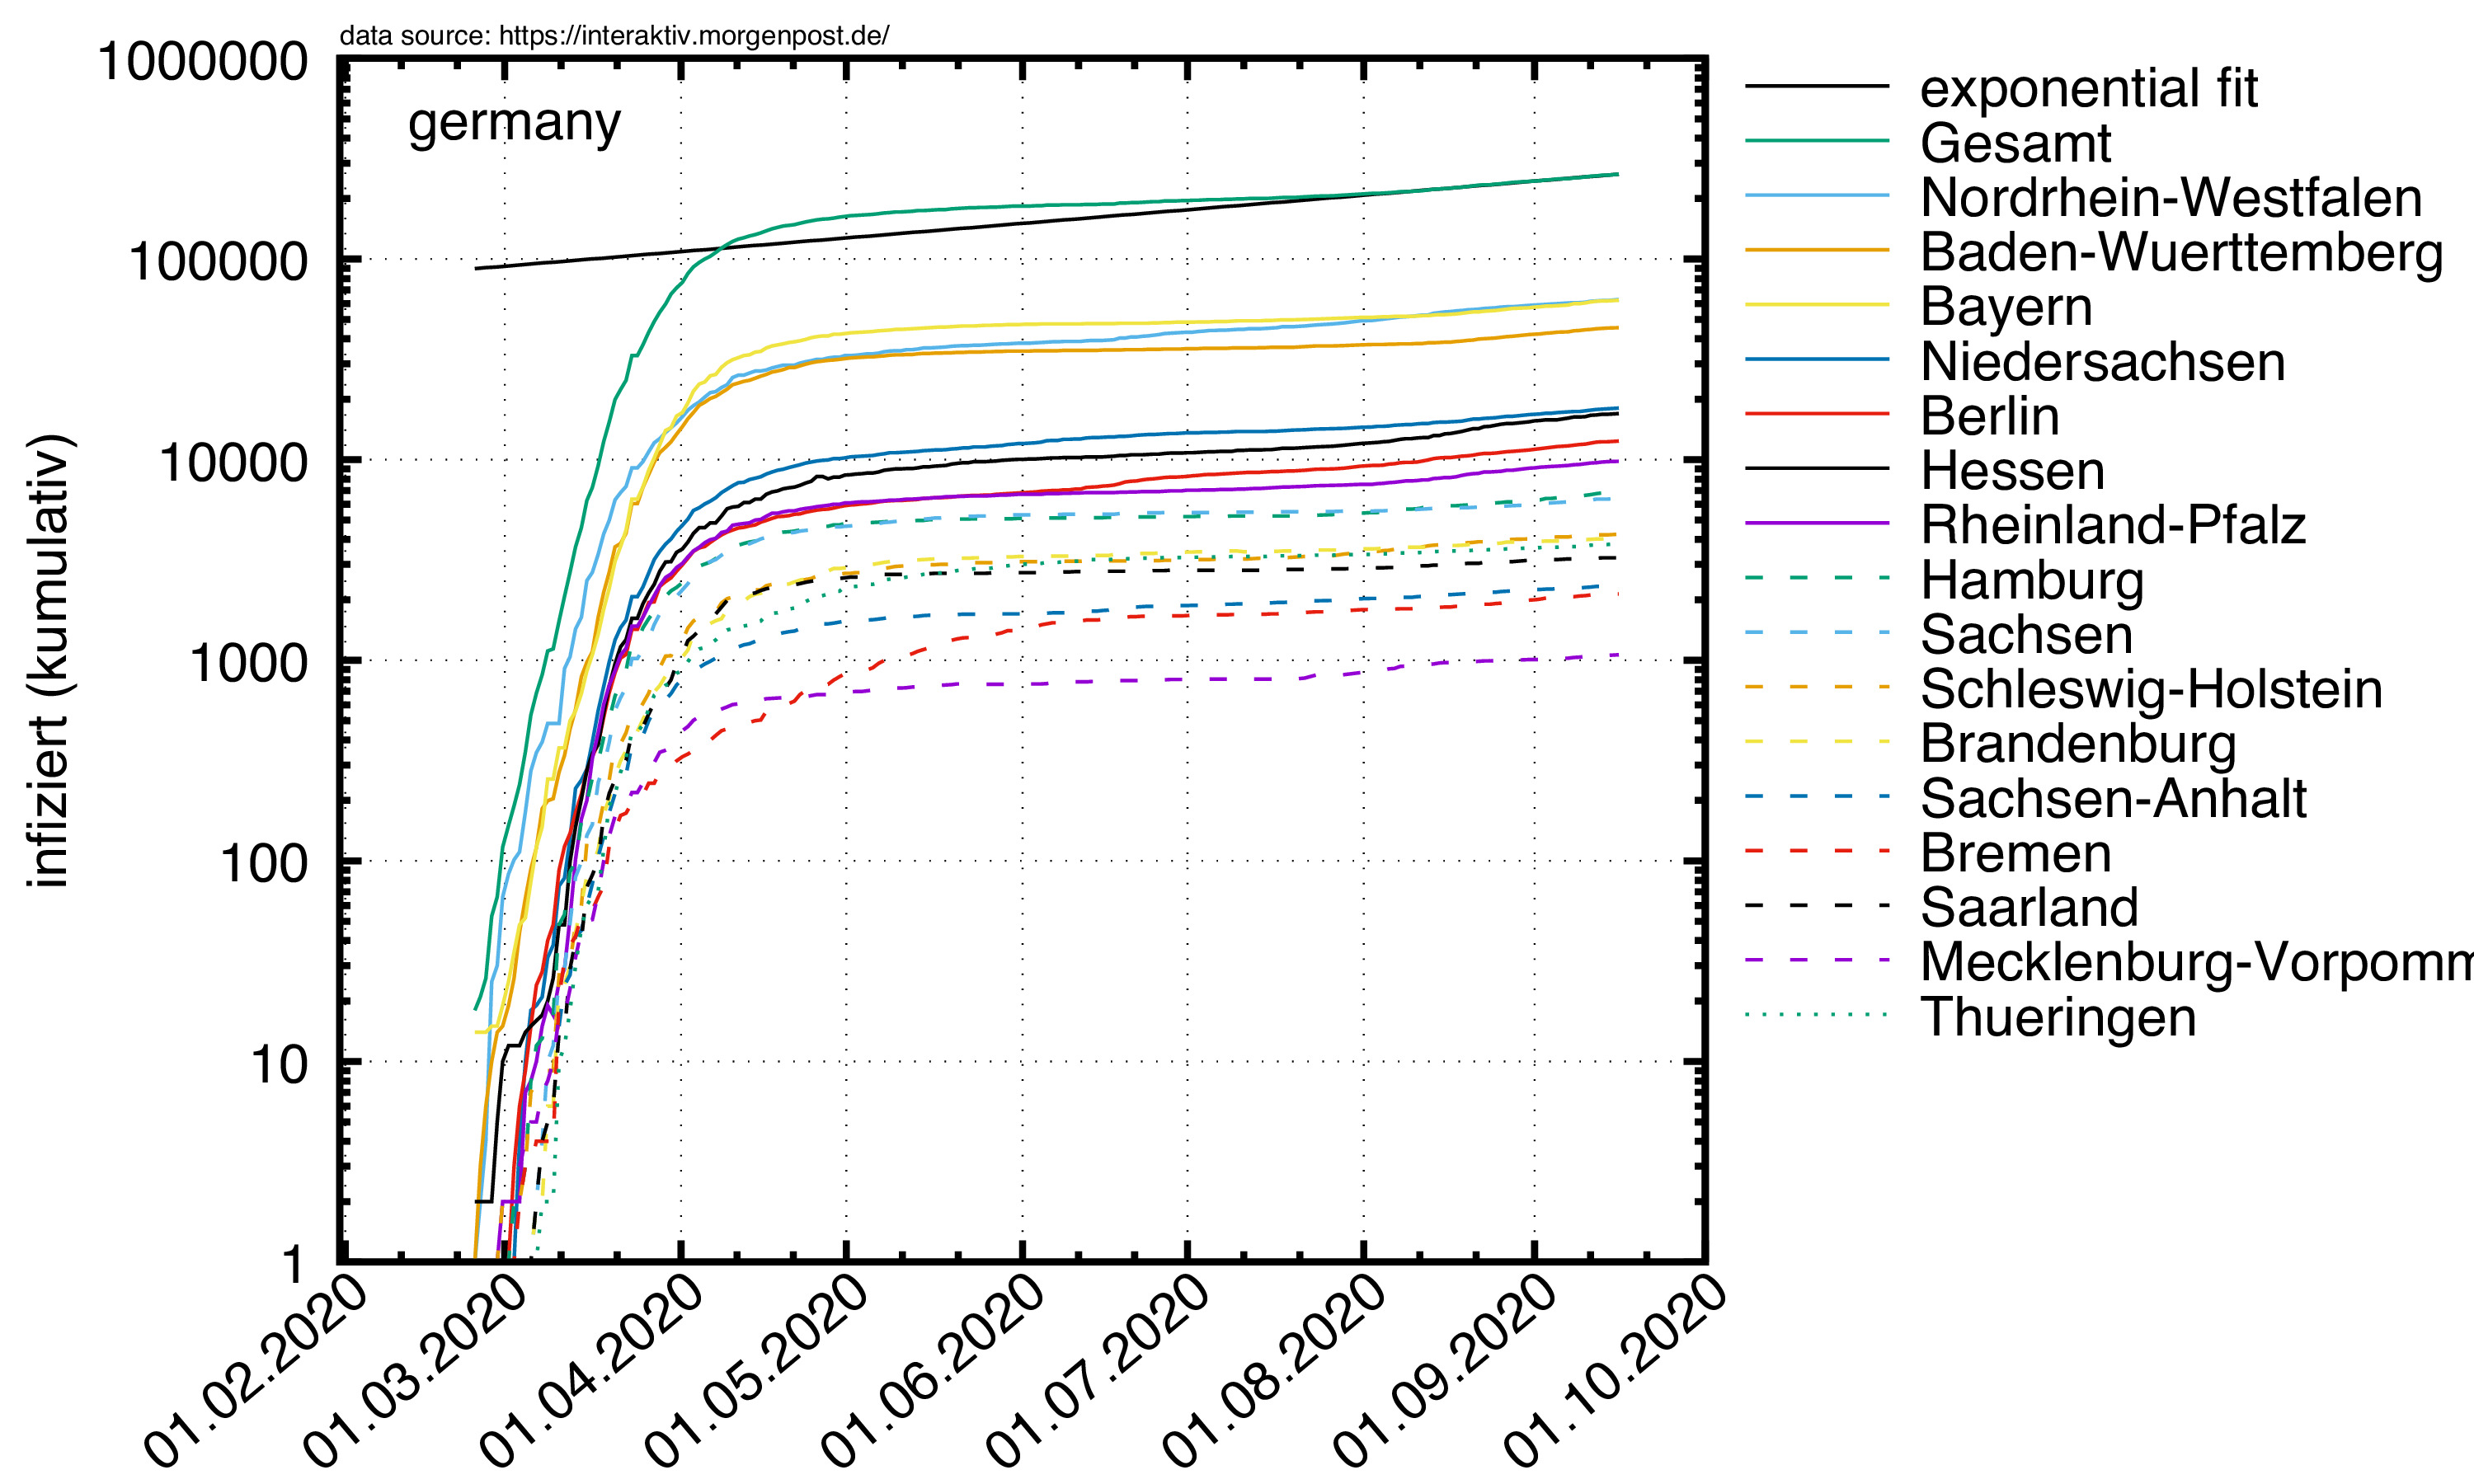 data source: https://interaktiv.morgenpost.de/
germany
infiziert (kumulativ)
1000000
100000
10000
1000
100
10
1
01.02.2020
01.03.2020
01.04.2020
01.05.2020
01.06.2020
01.07.2020
01.08.2020
01.09.2020
01.10.2020
exponential fit
Gesamt
Nordrhein-Westfalen
Baden-Wuerttemberg
Bayern
Niedersachsen
Berlin
Hessen
Rheinland-Pfalz
Hamburg
Sachsen
Schleswig-Holstein
Brandenburg
Sachsen-Anhalt
Bremen
Saarland
Mecklenburg-Vorpomm
Thueringen